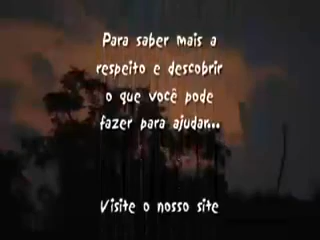 Para saber mais a
respeito e descobrir
o que você pode
fazer para ajudar...
Visite o nosso site